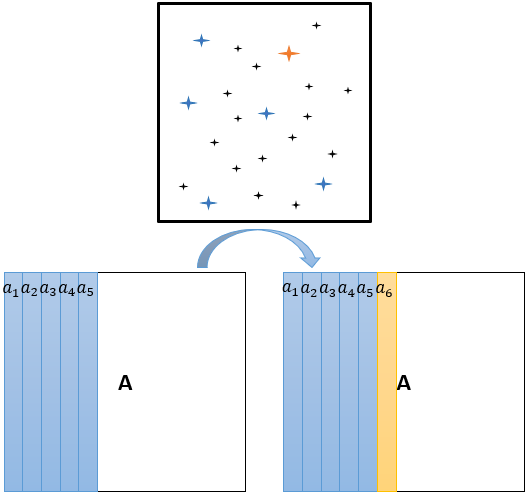 a₁ a₂ a₃ a₄ a₅
A
a₁ a₂ a₃ a₄ a₅ a₆
A